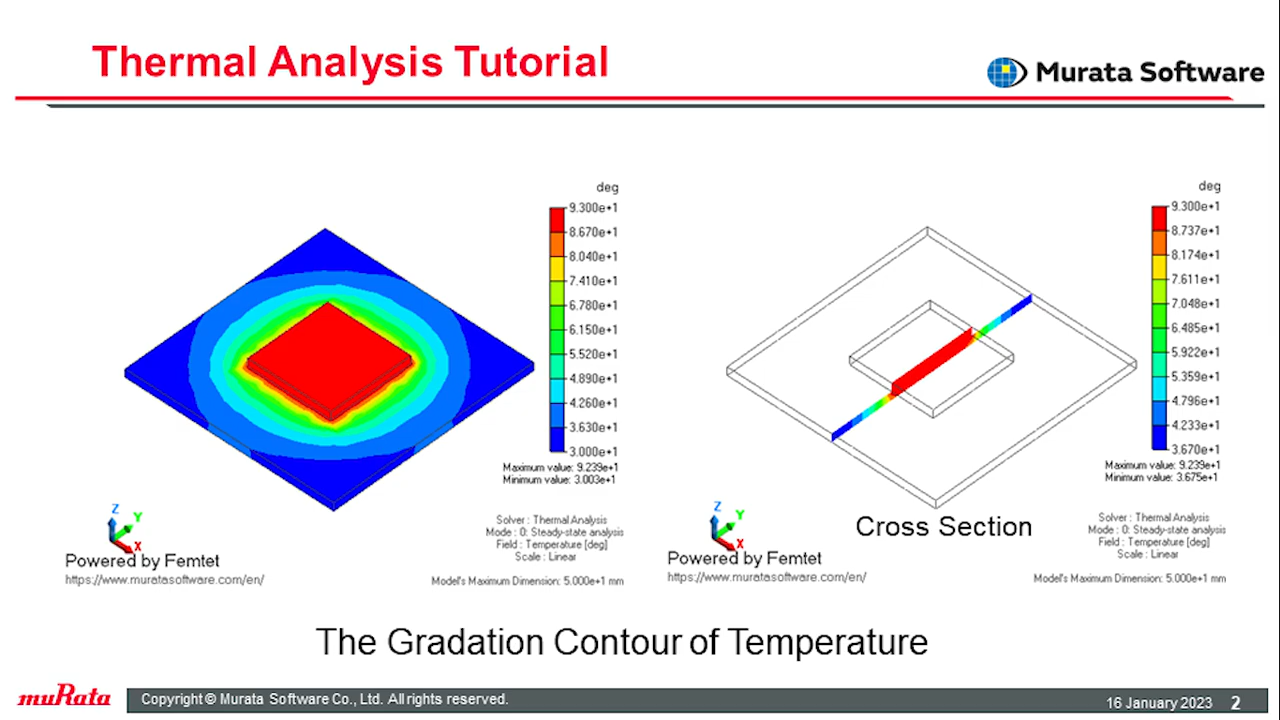 Thermal Analysis Tutorial
Murata Software
deg
9.300e+1
8.670e+1
8.040e+1
7.410e+1
6.780e+1
6.150e+1
5.520e+1
4.890e+1
4.260e+1
3.630e+1
3.000e+1
Maximum value: 9.239e+1
Minimum value: 3.003e+1
Z
Y
X
Solver : Thermal Analysis
Mode : 0: Steady-state analysis
Field : Temperature [deg]
Scale : Linear
Powered by Femtet
https://www.muratasoftware.com/en/
Model's Maximum Dimension: 5.000e+1 mm
deg
9.300e+1
8.737e+1
8.174e+1
7.611e+1
7.048e+1
6.485e+1
5.922e+1
5.359e+1
4.796e+1
4.233e+1
3.670e+1
Maximum value: 9.239e+1
Minimum value: 3.675e+1
Z
Y
X
Cross Section
Solver : Thermal Analysis
Mode : 0: Steady-state analysis
Field : Temperature [deg]
Scale : Linear
Powered by Femtet
https://www.muratasoftware.com/en/
Model's Maximum Dimension: 5.000e+1 mm
The Gradation Contour of Temperature
muRata
Copyright © Murata Software Co., Ltd. All rights reserved.
16 January 2023 2